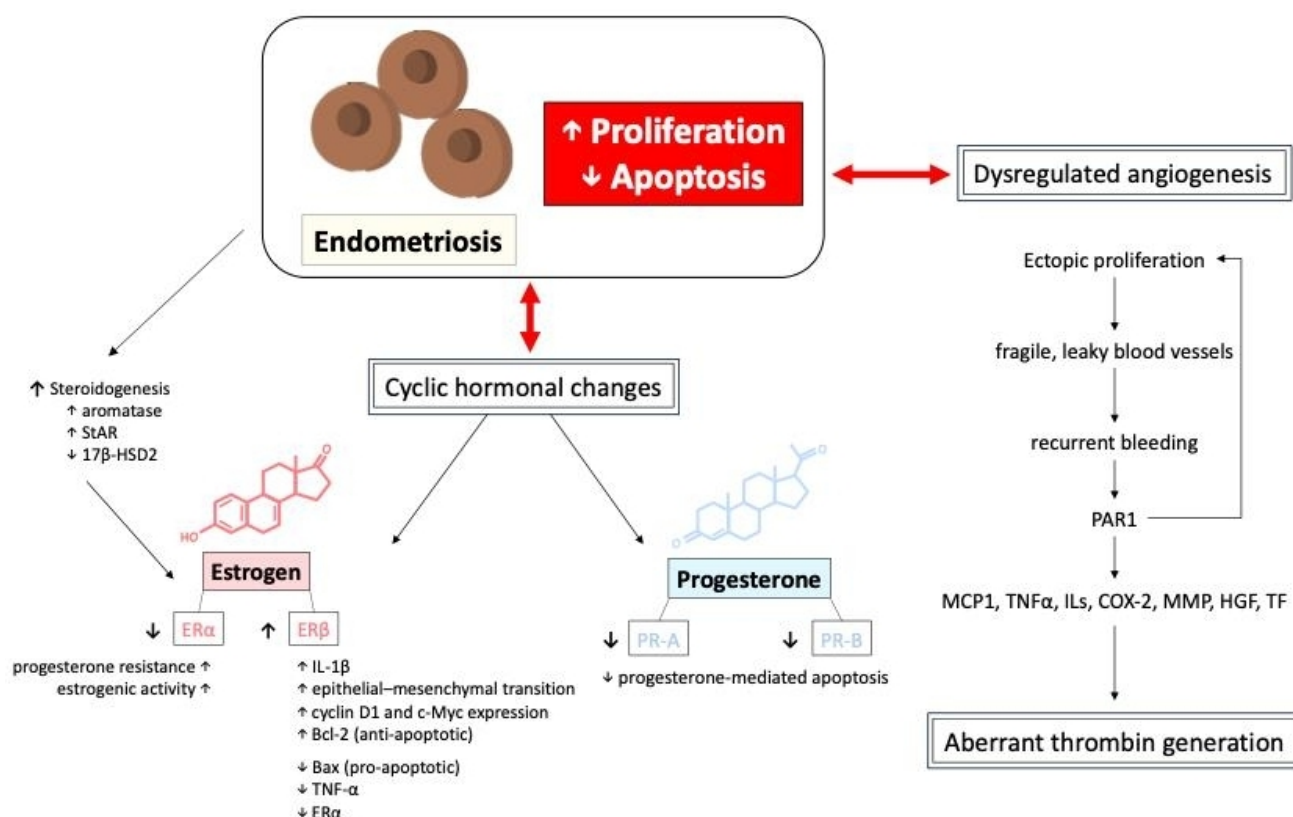 ↑ Proliferation
↓ Apoptosis
Endometriosis
Dysregulated angiogenesis
Ectopic proliferation
fragile, leaky blood vessels
recurrent bleeding
PAR1
MCP1, TNFα, ILs, COX-2, MMP, HGF, TF
Aberrant thrombin generation
Cyclic hormonal changes
↑ Steroidogenesis
↑ aromatase
↑ StAR
↓ 17β-HSD2
HO
O
Estrogen
↓ ERα
↑ ERβ
progesterone resistance ↑
estrogenic activity ↑
↑ IL-1β
↑ epithelial–mesenchymal transition
↑ cyclin D1 and c-Myc expression
↑ Bcl-2 (anti-apoptotic)
↓ Bax (pro-apoptotic)
↓ TNF-α
↓ ERα
O
O
Progesterone
↓ PR-A
↓ PR-B
↓ progesterone-mediated apoptosis